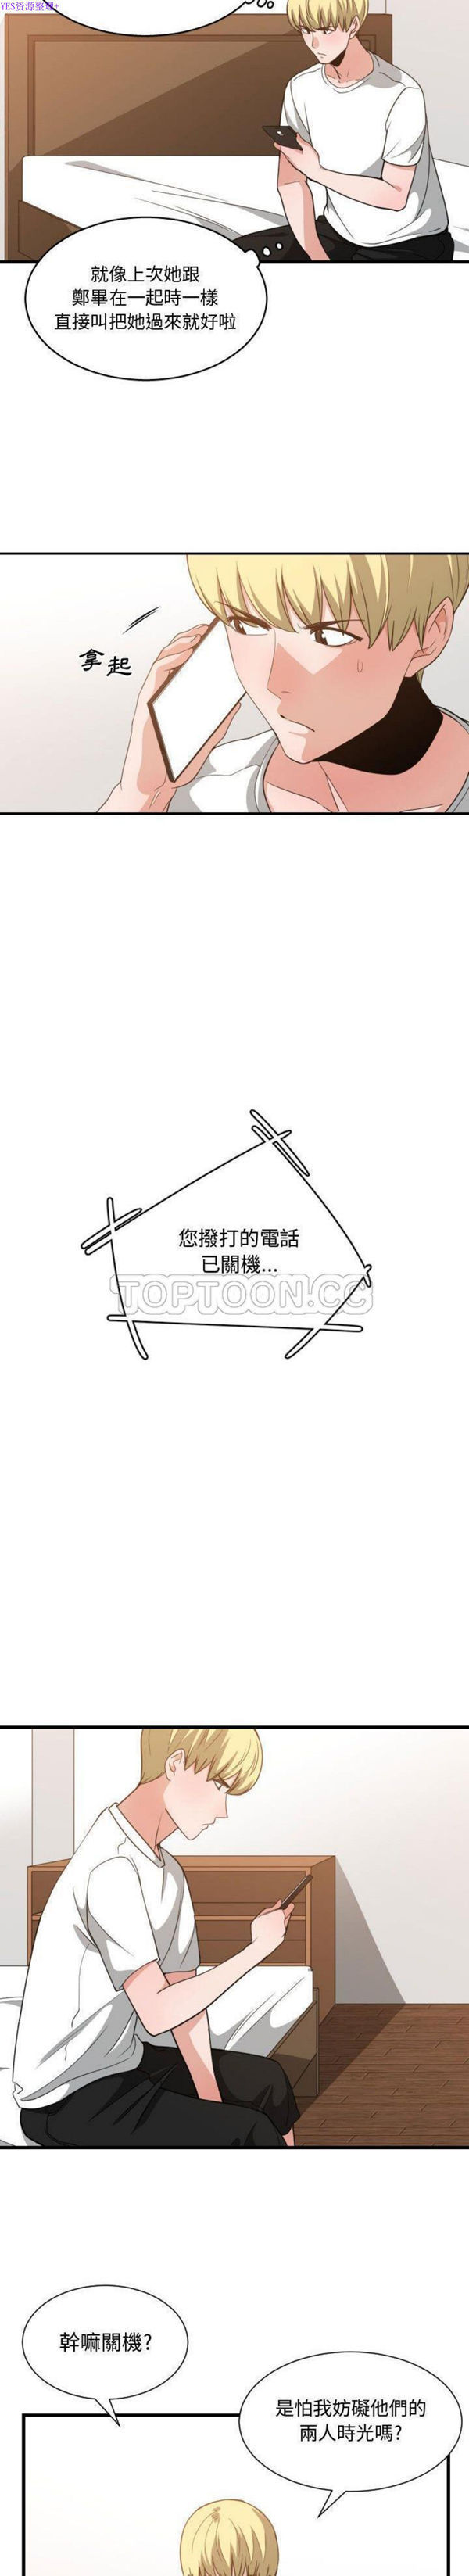 YES资源整理+
就像上次她跟
鄭畢在一起時一樣
直接叫把她過來就好啦
拿起
您撥打的電話
已關機...
TOPTOON.CC
幹嘛關機?
是怕我妨礙他們的
兩人時光嗎?